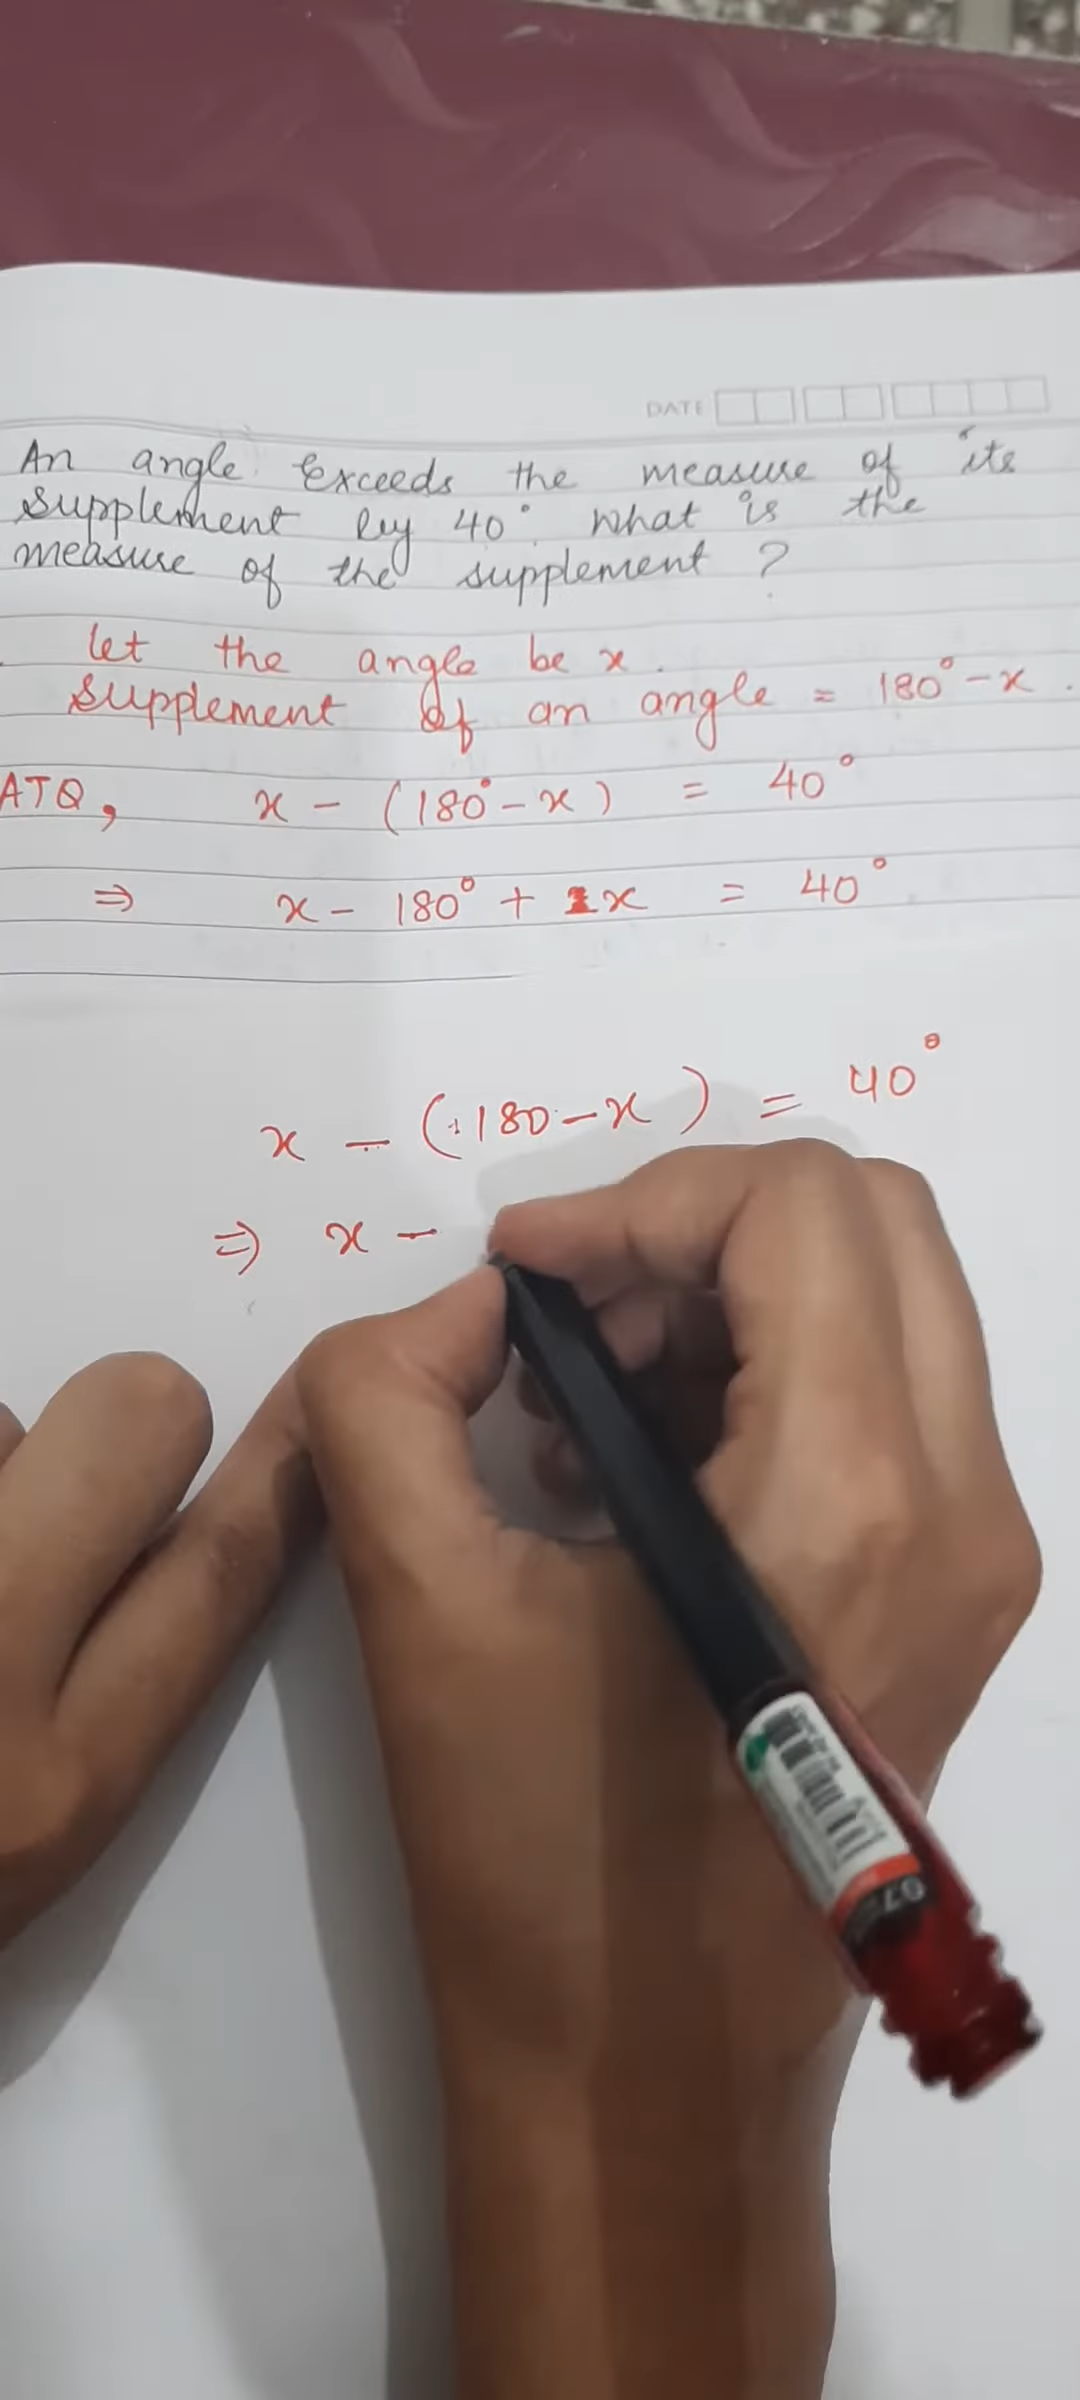 DATE
An angle exceeds the measure of its
supplement by 40°. What is the
measure of the supplement ?
let the angle be x.
supplement of an angle = 180° - x.
ATQ, x - (180° - x) = 40°
⇒ x - 180° + x = 40°
x - (+180 - x) = 40°
⇒ x -